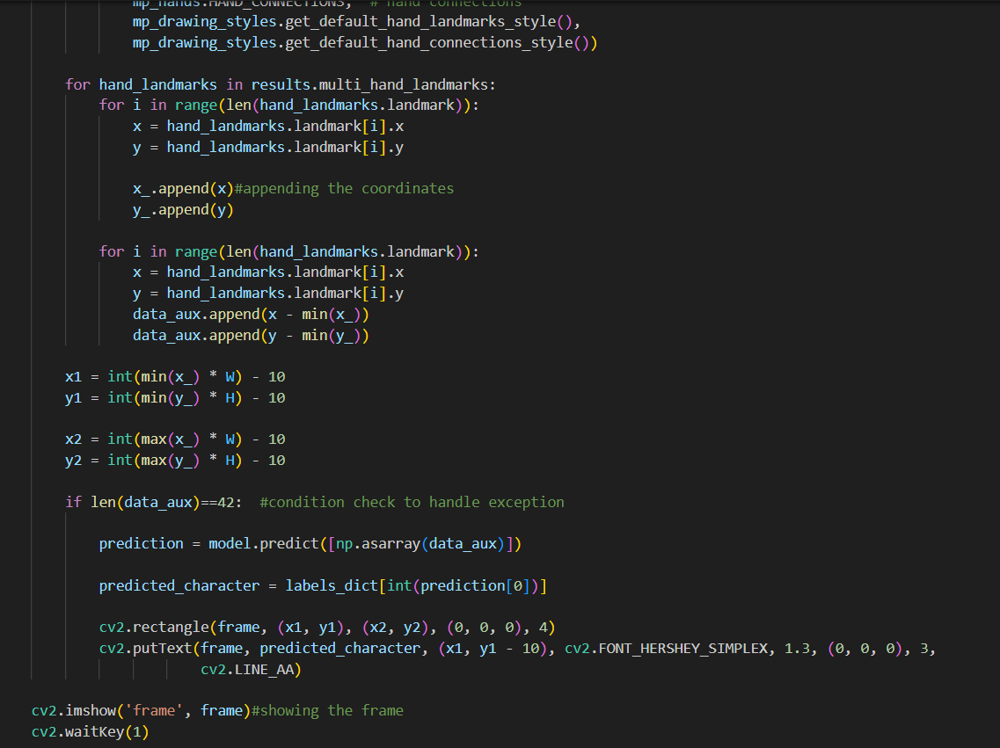 mp_hands.HAND_CONNECTIONS,  # hand connections
mp_drawing_styles.get_default_hand_landmarks_style(),
mp_drawing_styles.get_default_hand_connections_style())
for hand_landmarks in results.multi_hand_landmarks:
for i in range(len(hand_landmarks.landmark)):
x = hand_landmarks.landmark[i].x
y = hand_landmarks.landmark[i].y
x_.append(x)#appending the coordinates
y_.append(y)
for i in range(len(hand_landmarks.landmark)):
x = hand_landmarks.landmark[i].x
y = hand_landmarks.landmark[i].y
data_aux.append(x - min(x_))
data_aux.append(y - min(y_))
x1 = int(min(x_) * W) - 10
y1 = int(min(y_) * H) - 10
x2 = int(max(x_) * W) - 10
y2 = int(max(y_) * H) - 10
if len(data_aux)==42:  #condition check to handle exception
prediction = model.predict([np.asarray(data_aux)])
predicted_character = labels_dict[int(prediction[0])]
cv2.rectangle(frame, (x1, y1), (x2, y2), (0, 0, 0), 4)
cv2.putText(frame, predicted_character, (x1, y1 - 10), cv2.FONT_HERSHEY_SIMPLEX, 1.3, (0, 0, 0), 3,
cv2.LINE_AA)
cv2.imshow('frame', frame)#showing the frame
cv2.waitKey(1)